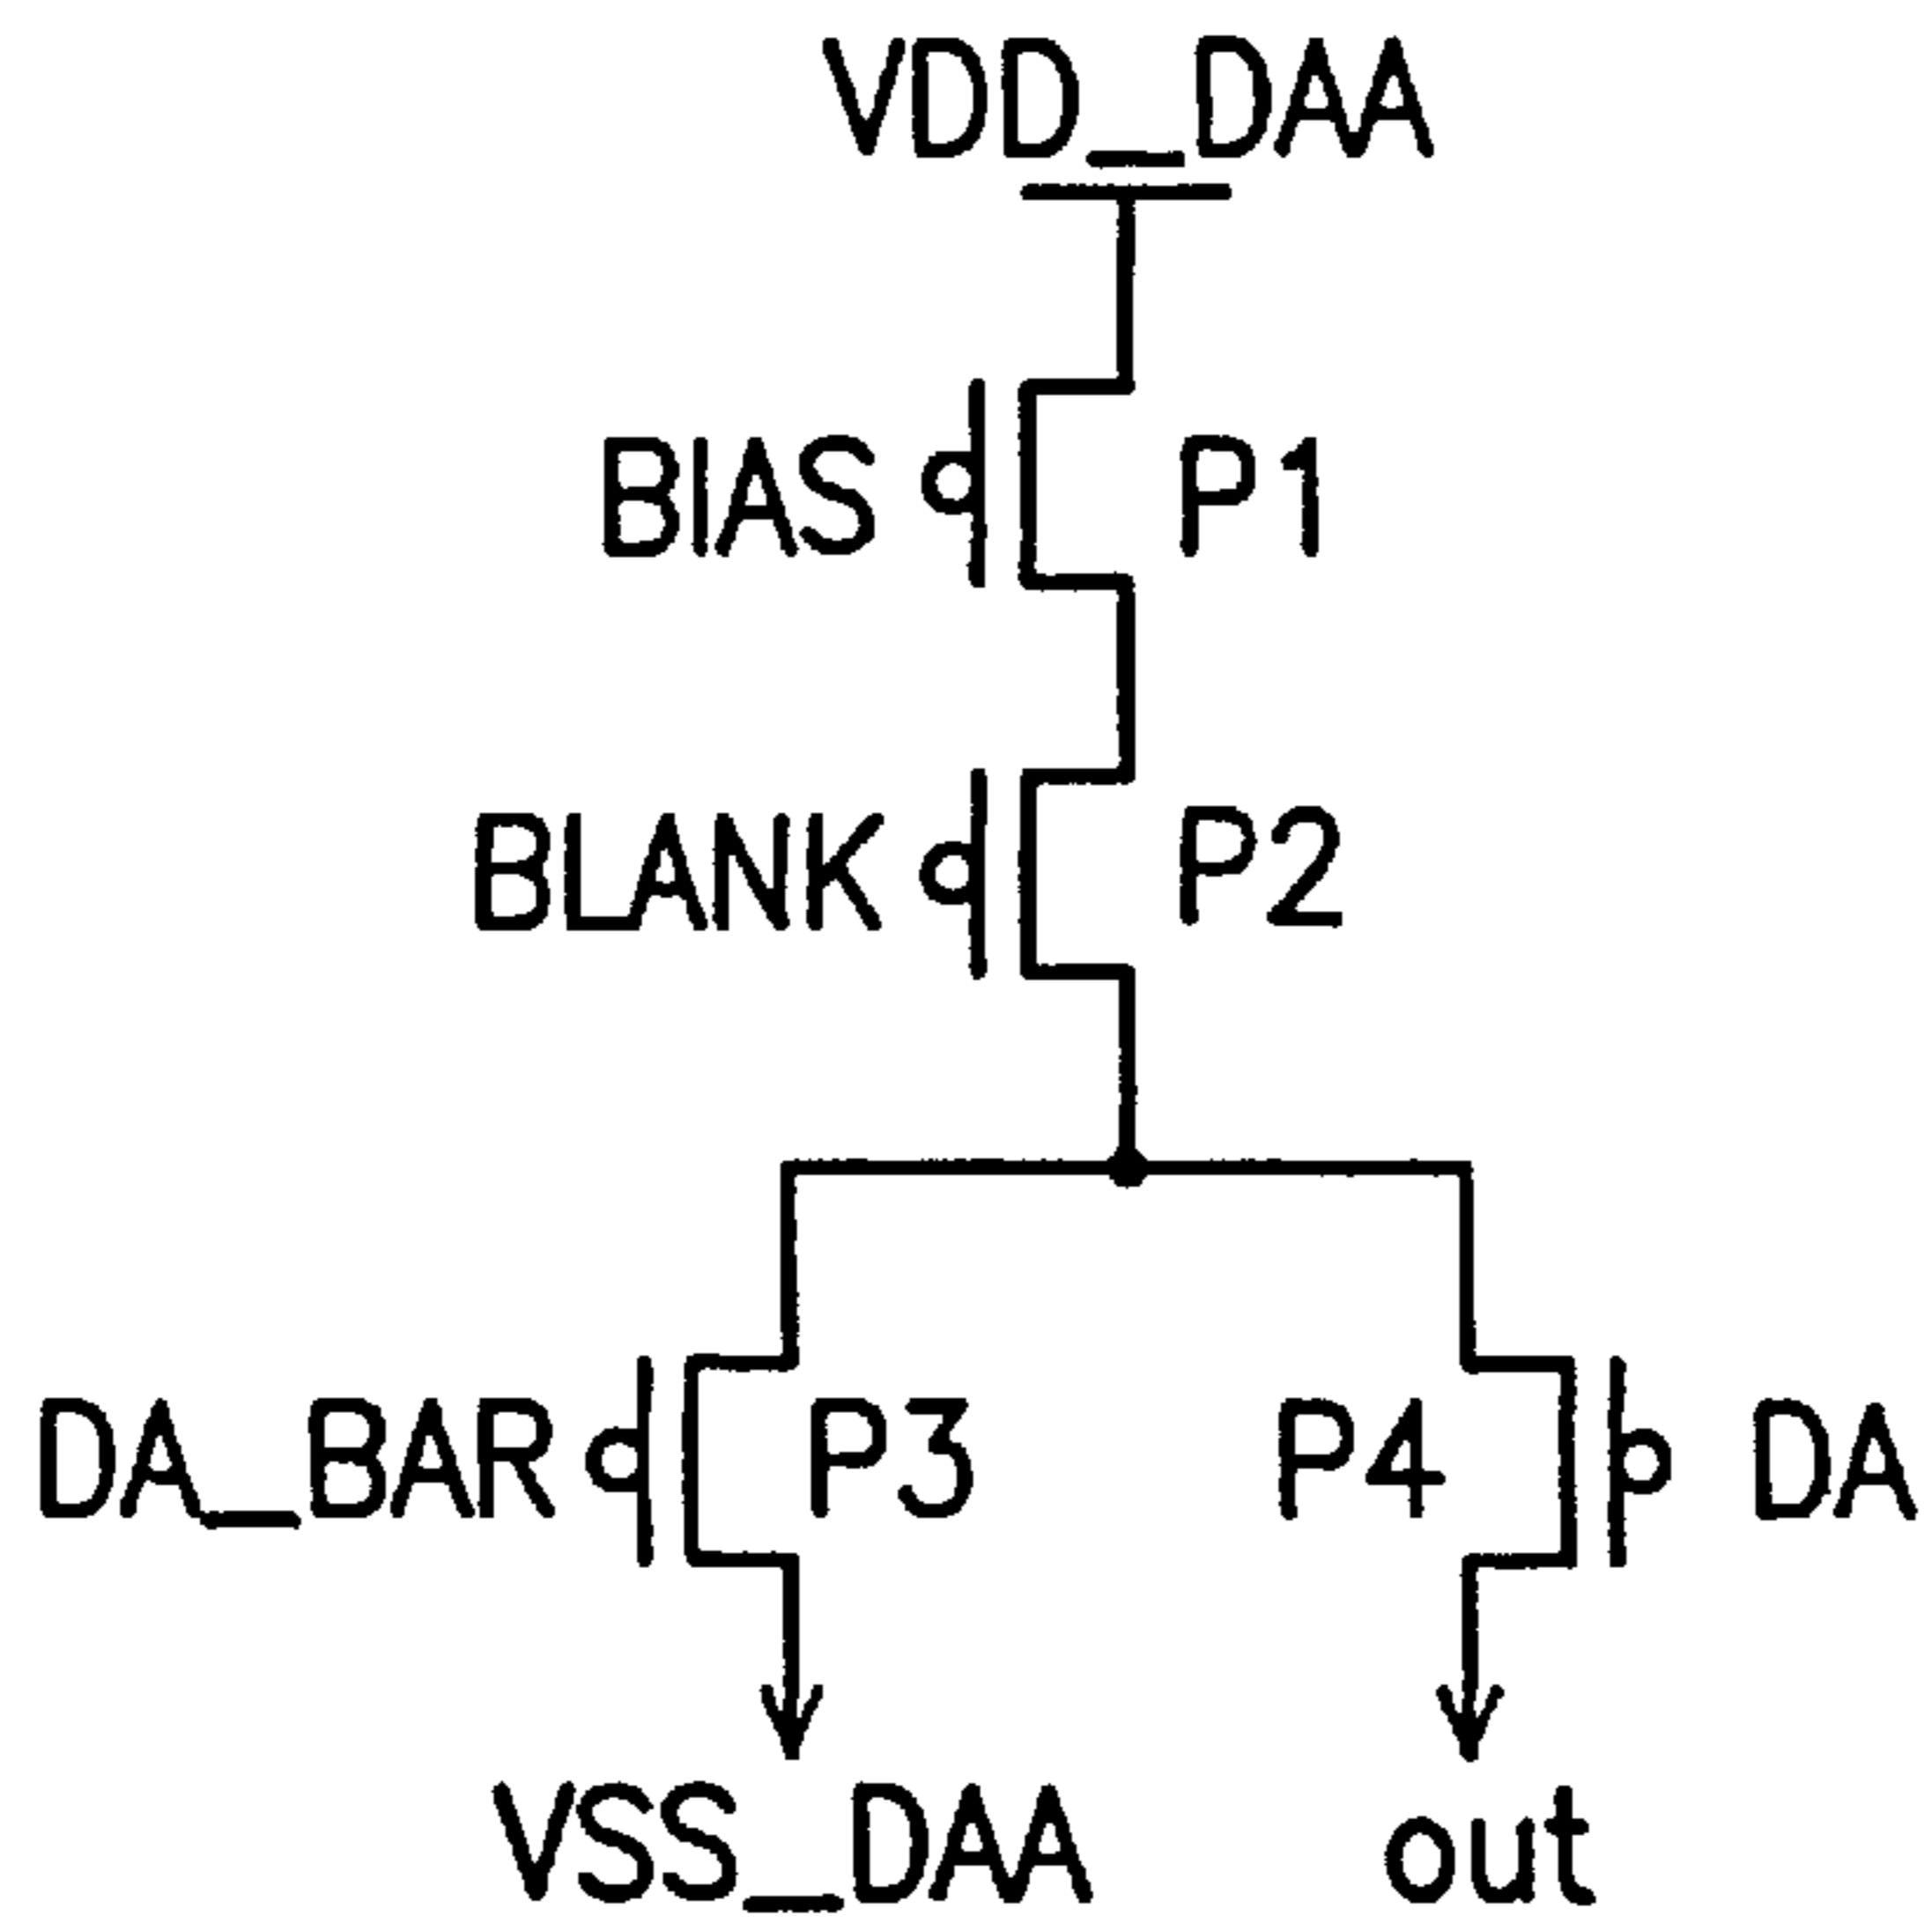 VDD_DAA
BIAS
P1
BLANK
P2
DA_BAR
P3
P4
DA
VSS_DAA
out